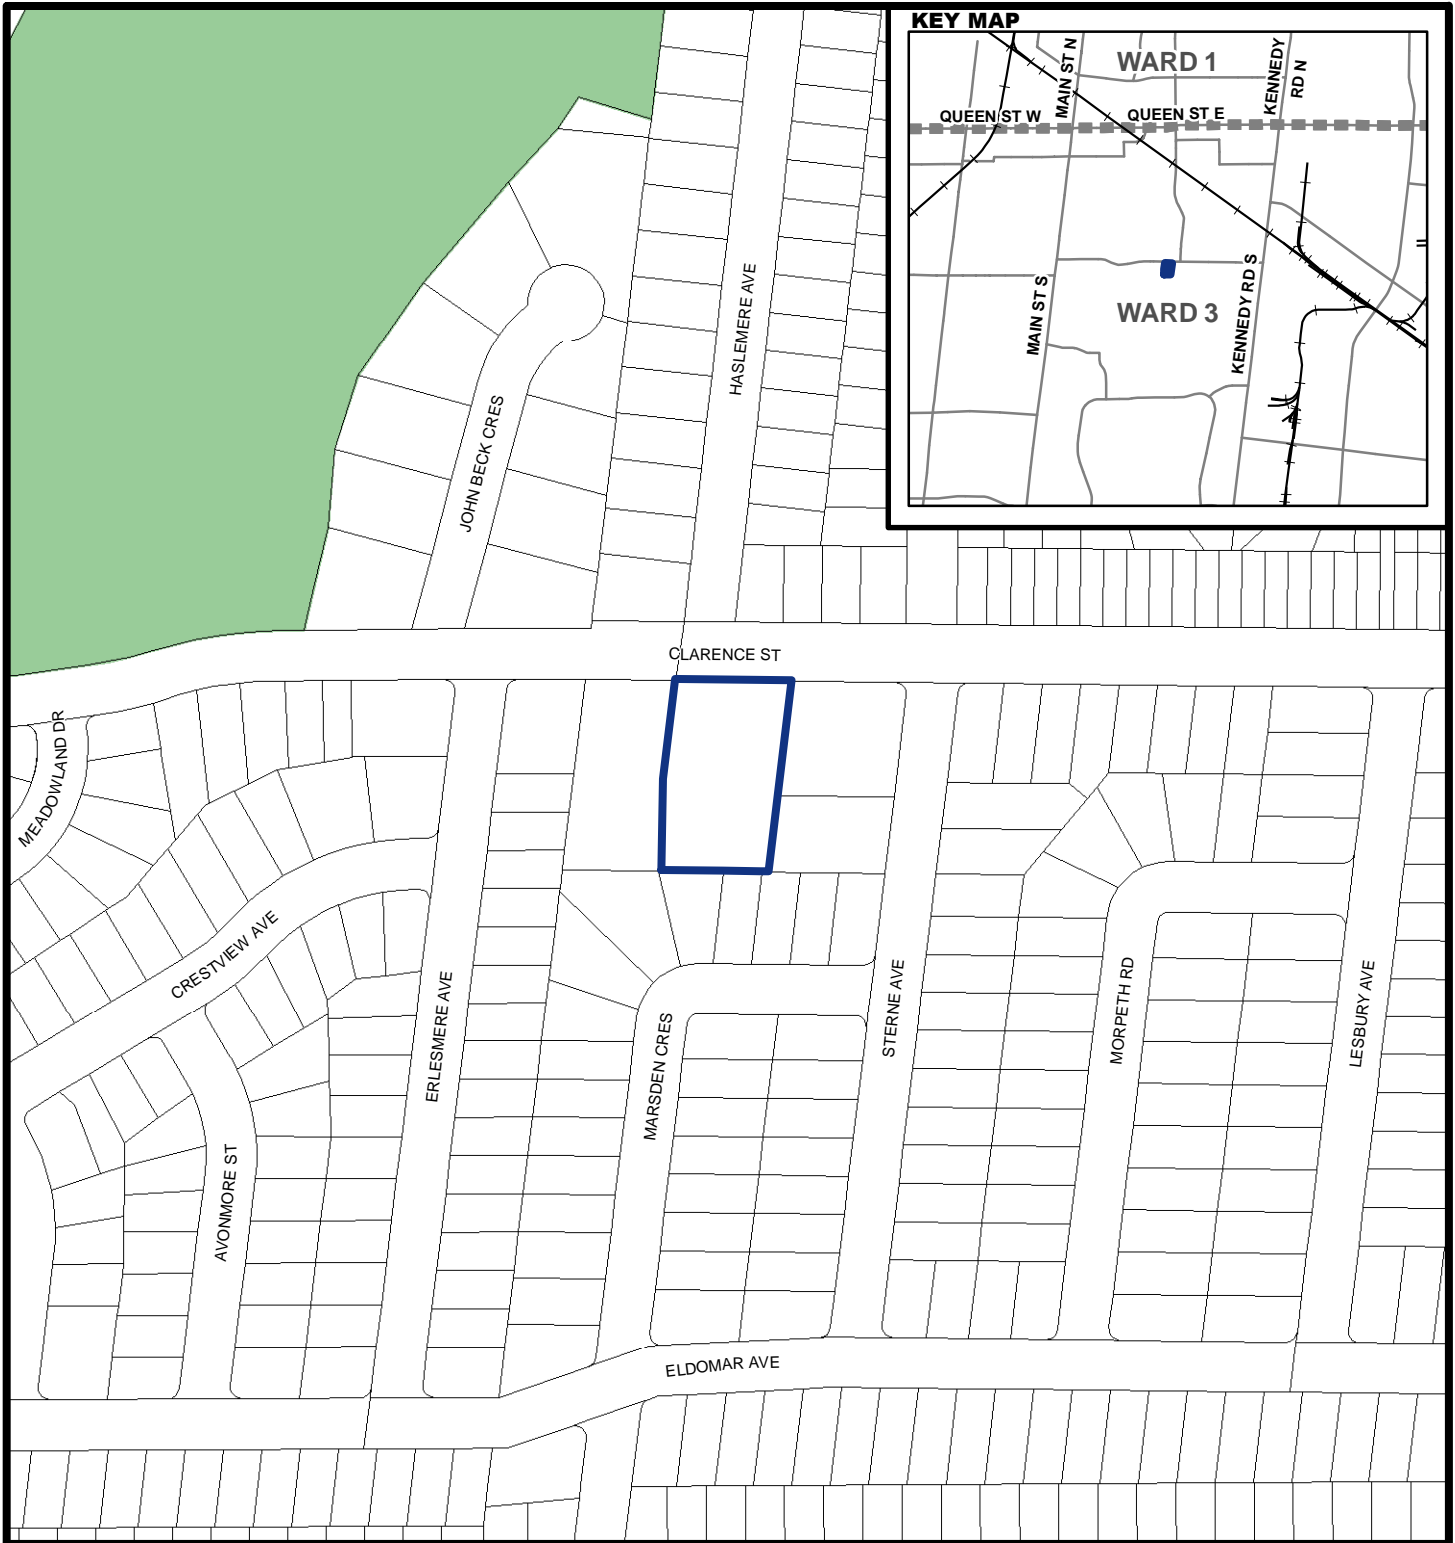 KEY MAP
WARD 1
MAIN ST N
KENNEDY
RD N
QUEEN ST W
QUEEN ST E
MAIN ST S
WARD 3
KENNEDY RD S
HASLEMERE AVE
JOHN BECK CRES
CLARENCE ST
MEADOWLAND DR
CRESTVIEW AVE
ERLESMERE AVE
MARSDEN CRES
STERNE AVE
MORPETH RD
LESBURY AVE
AVONMORE ST
ELDOMAR AVE